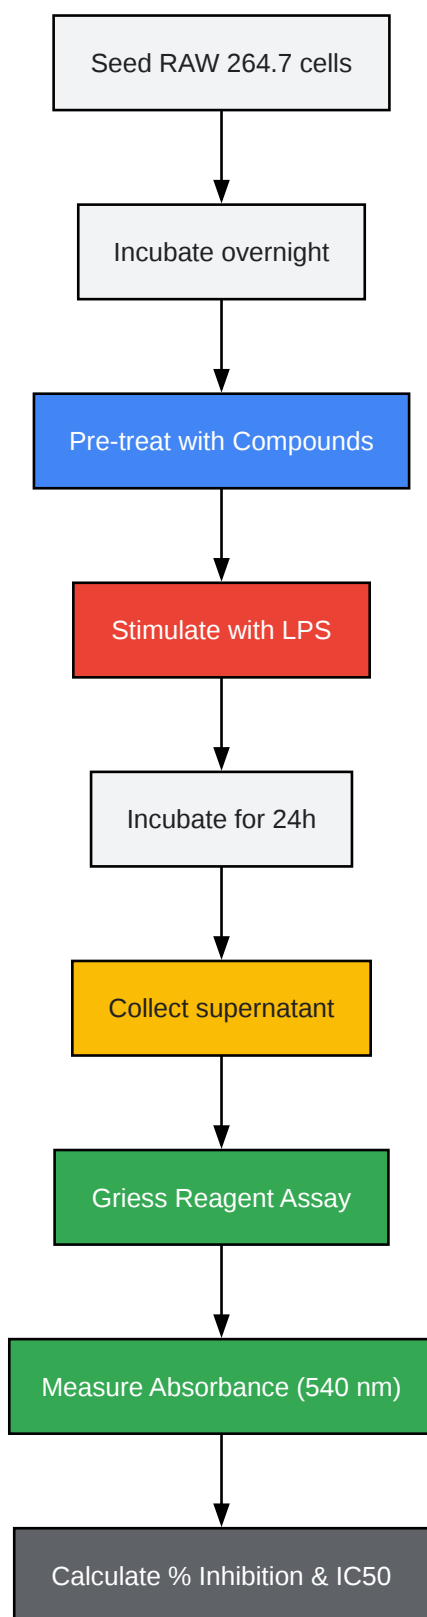 Seed RAW 264.7 cells
Incubate overnight
Pre-treat with Compounds
Stimulate with LPS
Incubate for 24h
Collect supernatant
Griess Reagent Assay
Measure Absorbance (540 nm)
Calculate % Inhibition & IC50